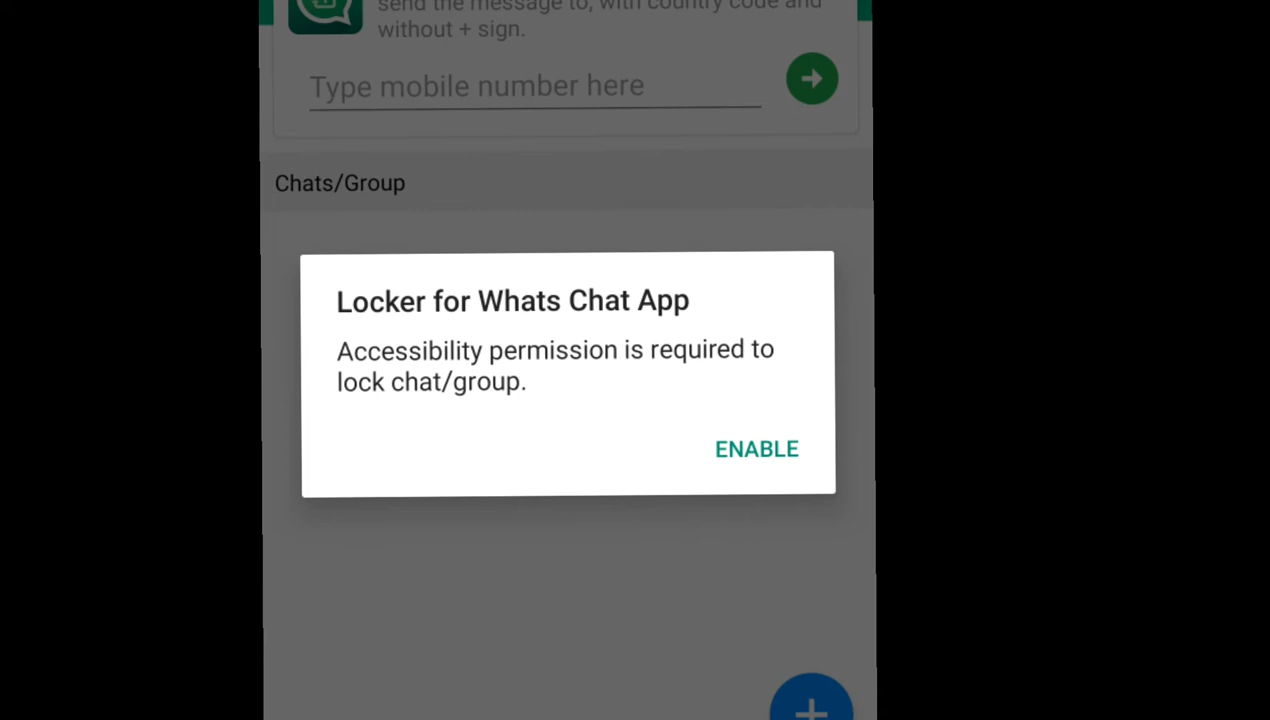 send the message to, with country code and
without + sign.
Type mobile number here
Chats/Group
Locker for Whats Chat App
Accessibility permission is required to
lock chat/group.
ENABLE